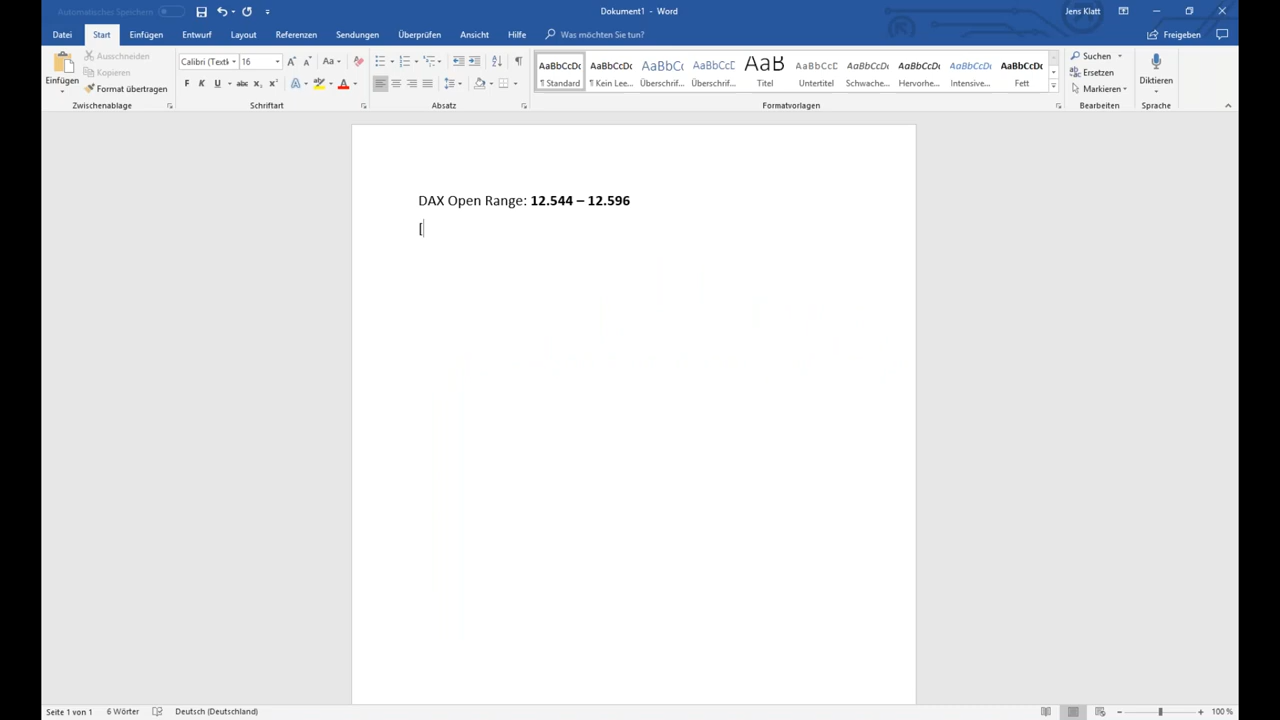 Automatisches Speichern
Dokument1 - Word
Jens Klatt
Datei Start Einfügen Entwurf Layout Referenzen Sendungen Überprüfen Ansicht Hilfe Was möchten Sie tun? Freigeben
Einfügen
Ausschneiden
Kopieren
Format übertragen
Zwischenablage
Calibri (Textk 16
F K U abc x₂ x²
Schriftart
Absatz
AaBbCcDc AaBbCcDc AaBbCc AaBbCcD AaB AaBbCcD AaBbCcDc AaBbCcDc AaBbCcDc AaBbCcDc
¶ Standard ¶ Kein Lee... Überschrif... Überschrif... Titel Untertitel Schwache... Hervorhe... Intensive... Fett
Formatvorlagen
Suchen
Ersetzen
Markieren
Bearbeiten
Diktieren
Sprache
DAX Open Range: 12.544 – 12.596
[
Seite 1 von 1 6 Wörter Deutsch (Deutschland) 100 %